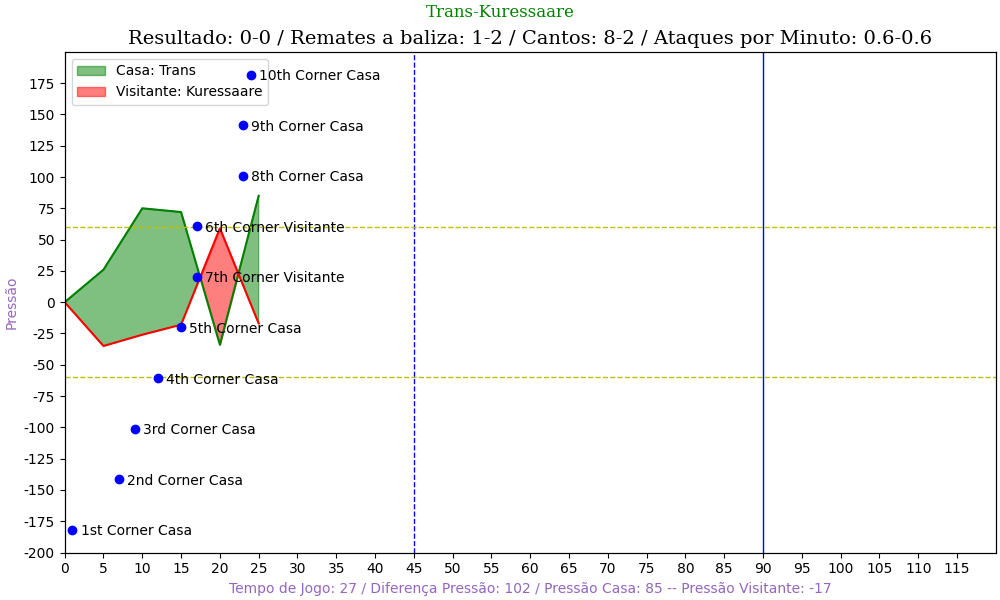 Trans-Kuressaare
Resultado: 0-0 / Remates a baliza: 1-2 / Cantos: 8-2 / Ataques por Minuto: 0.6-0.6
Casa: Trans
Visitante: Kuressaare
10th Corner Casa
9th Corner Casa
8th Corner Casa
6th Corner Visitante
7th Corner Visitante
5th Corner Casa
4th Corner Casa
3rd Corner Casa
2nd Corner Casa
1st Corner Casa
Pressão
175
150
125
100
75
50
25
0
-25
-50
-75
-100
-125
-150
-175
-200
0 5 10 15 20 25 30 35 40 45 50 55 60 65 70 75 80 85 90 95 100 105 110 115
Tempo de Jogo: 27 / Diferença Pressão: 102 / Pressão Casa: 85 -- Pressão Visitante: -17